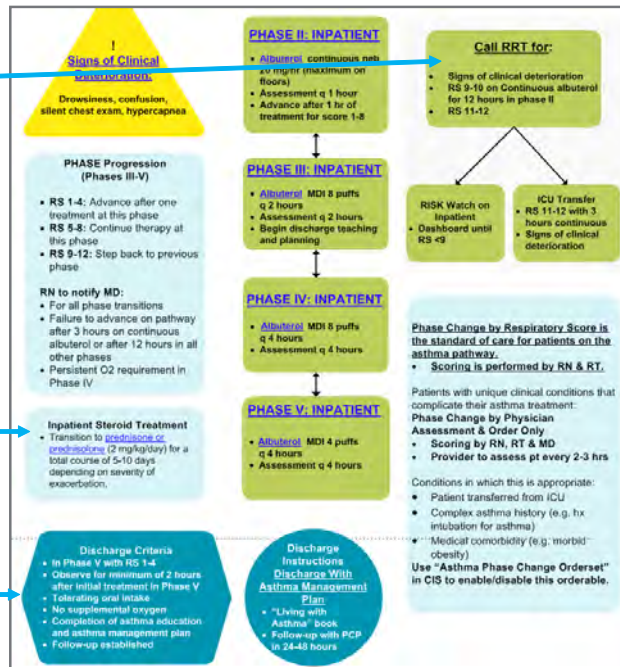 !
Signs of Clinical
Deterioration:
Drowsiness, confusion,
silent chest exam, hypercapnea
PHASE Progression
(Phases III-V)
• RS 1-4: Advance after one
treatment at this phase
• RS 5-8: Continue therapy at
this phase
• RS 9-12: Step back to previous
phase
RN to notify MD:
• For all phase transitions
• Failure to advance on pathway
after 3 hours on continuous
albuterol or after 12 hours in all
other phases
• Persistent O2 requirement in
Phase IV
Inpatient Steroid Treatment
• Transition to prednisone or
prednisolone (2 mg/kg/day) for a
total course of 5-10 days
depending on severity of
exacerbation.
PHASE II: INPATIENT
• Albuterol continuous neb
20 mg/hr (maximum on
floors)
• Assessment q 1 hour
• Advance after 1 hr of
treatment for score 1-8
PHASE III: INPATIENT
• Albuterol MDI 8 puffs
q 2 hours
• Assessment q 2 hours
• Begin discharge teaching
and planning
PHASE IV: INPATIENT
• Albuterol MDI 8 puffs
q 4 hours
• Assessment q 4 hours
PHASE V: INPATIENT
• Albuterol MDI 4 puffs
q 4 hours
• Assessment q 4 hours
Call RRT for:
• Signs of clinical deterioration
• RS 9-10 on Continuous albuterol
for 12 hours in phase II
• RS 11-12
RISK Watch on
Inpatient
• Dashboard until
RS <9
ICU Transfer
• RS 11-12 with 3
hours continuous
• Signs of clinical
deterioration
Phase Change by Respiratory Score is
the standard of care for patients on the
asthma pathway.
• Scoring is performed by RN & RT.
Patients with unique clinical conditions that
complicate their asthma treatment:
Phase Change by Physician
Assessment & Order Only
• Scoring by RN, RT & MD
• Provider to assess pt every 2-3 hrs
Conditions in which this is appropriate:
• Patient transferred from ICU
• Complex asthma history (e.g. hx
intubation for asthma)
• Medical comorbidity (e.g. morbid
obesity)
Use "Asthma Phase Change Orderset"
in CIS to enable/disable this orderable.
Discharge Criteria
• In Phase V with RS 1-4
• Observe for minimum of 2 hours
after initial treatment in Phase V
• Tolerating oral intake
• No supplemental oxygen
• Completion of asthma education
and asthma management plan
• Follow-up established
Discharge
Instructions
Discharge With
Asthma Management
Plan:
• "Living with
Asthma" book
• Follow-up with PCP
in 24-48 hours